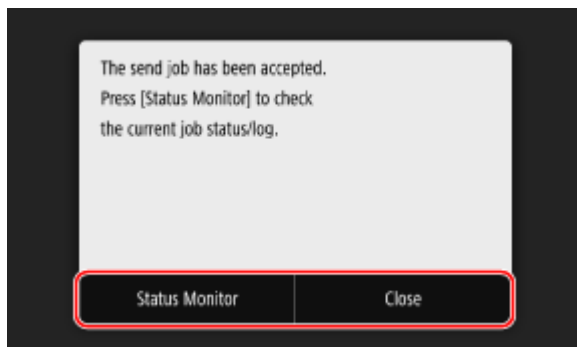 The send job has been accepted.
Press [Status Monitor] to check
the current job status/log.
Status Monitor
Close